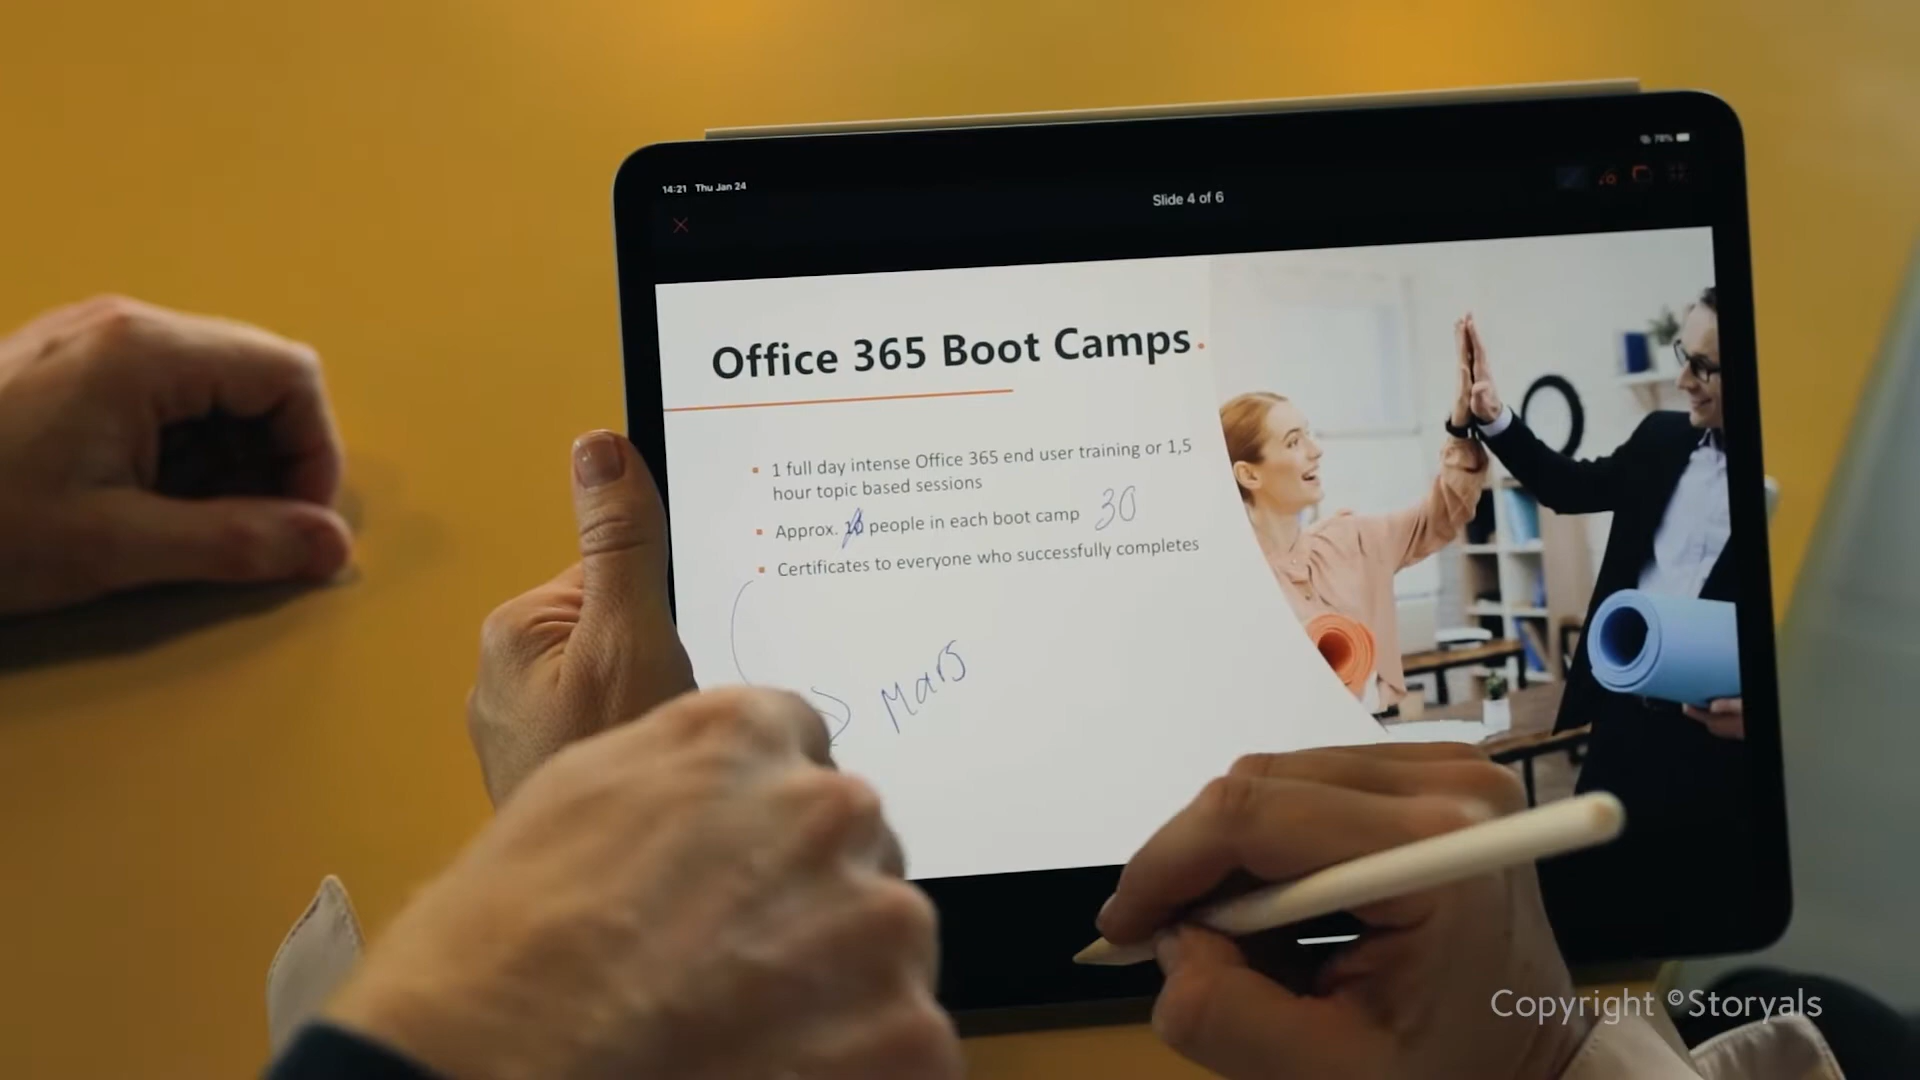 14:21 Thu Jan 24
78%
Slide 4 of 6
Office 365 Boot Camps.
1 full day intense Office 365 end user training or 1,5
hour topic based sessions
Approx. people in each boot camp 30
Certificates to everyone who successfully completes
Mars
Copyright ©Storyals